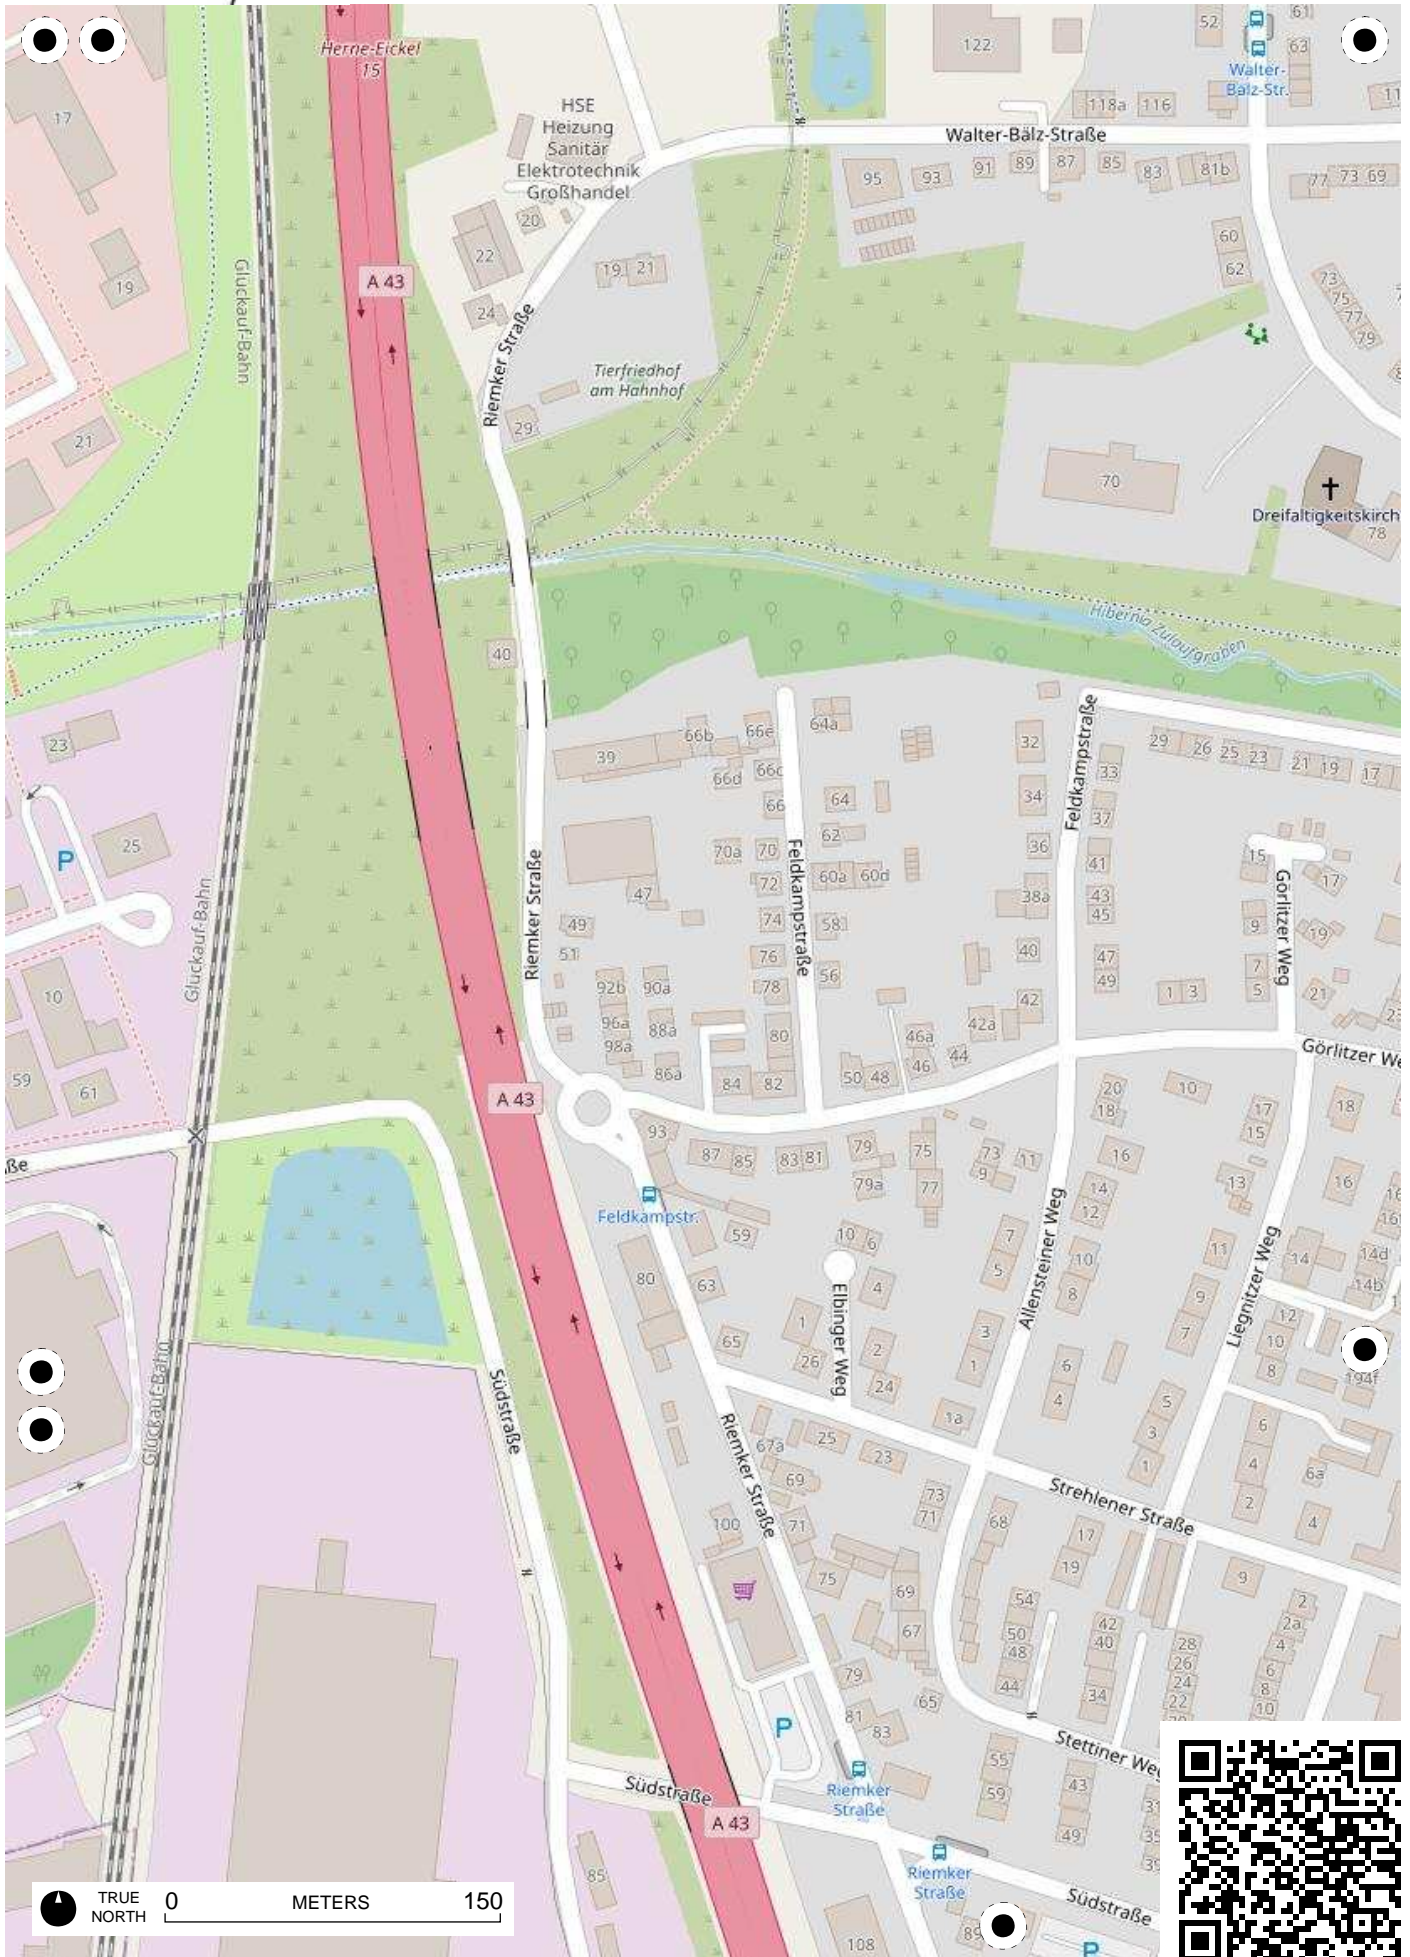 Herne-Eickel
15
52
61
122
63
Walter-
Bälz-Str.
17
HSE
Heizung
Sanitär
Elektrotechnik
Großhandel
118a
116
Walter-Bälz-Straße
95
93
91
89
87
85
83
81b
77
73
69
20
22
60
62
19
21
19
A 43
24
Glückauf-Bahn
Riemker Straße
73
75
77
79
Tierfriedhof
am Hahnhof
29
21
70
Dreifaltigkeitskirch
78
Hibernia Zulaufgraben
40
23
39
66b
66e
64a
66d
66c
66
64
62
32
34
36
33
37
41
Feldkampstraße
29
26
25
23
21
19
17
25
P
70a
70
72
60a
60d
Feldkampstraße
15
17
Görlitzer Weg
47
38a
43
45
Glückauf-Bahn
Riemker Straße
49
51
74
58
76
56
78
40
47
49
9
19
7
5
21
10
92b
90a
96a
88a
98a
86a
80
84
82
42
42a
46a
46
44
50
48
1
3
Görlitzer We
59
61
A 43
93
87
85
83
81
79
79a
75
77
73
9
11
20
18
10
17
15
18
16
14
12
13
16
ße
Feldkampstr.
59
10
6
7
5
Allensteiner Weg
10
8
11
14
14d
14b
80
63
4
Elbinger Weg
9
7
Liegnitzer Weg
12
10
8
65
1
26
2
24
3
1
6
4
194f
Glückauf-Bahn
Südstraße
Riemker Straße
67a
25
23
1a
5
3
1
6
4
2
6a
4
69
71
73
71
68
Strehlener Straße
17
19
100
75
69
67
54
50
48
44
42
40
34
9
2
2a
4
6
8
10
28
26
24
22
79
65
81
83
P
Stettiner Weg
55
59
43
49
31
35
39
Südstraße
Riemker
Straße
A 43
Riemker
Straße
Südstraße
85
89
108
P
TRUE
NORTH
0
METERS
150